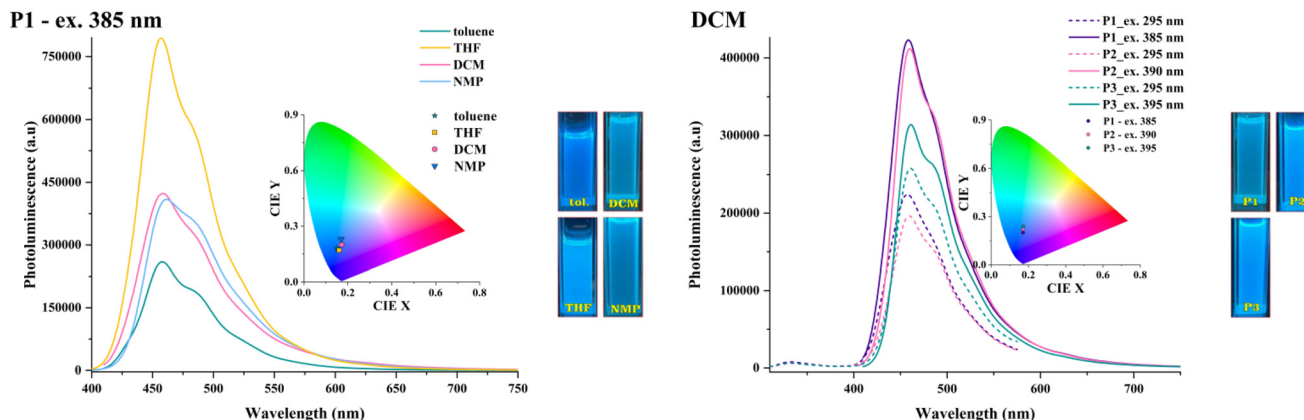 P1 - ex. 385 nm
toluene
THF
DCM
NMP
toluene
THF
DCM
NMP
Photoluminescence (a.u)
750000
600000
450000
300000
150000
0
400
450
500
550
600
650
700
750
Wavelength (nm)
CIE Y
0.9
0.6
0.3
0.0
0.0
0.2
0.4
0.6
0.8
CIE X
tol.
DCM
THF
NMP
DCM
P1_ex. 295 nm
P1_ex. 385 nm
P2_ex. 295 nm
P2_ex. 390 nm
P3_ex. 295 nm
P3_ex. 395 nm
P1 - ex. 385
P2 - ex. 390
P3 - ex. 395
Photoluminescence (a.u)
400000
300000
200000
100000
0
400
500
600
700
Wavelength (nm)
CIE Y
0.9
0.6
0.3
0.0
0.0
0.2
0.4
0.6
0.8
CIE X
P1
P2
P3